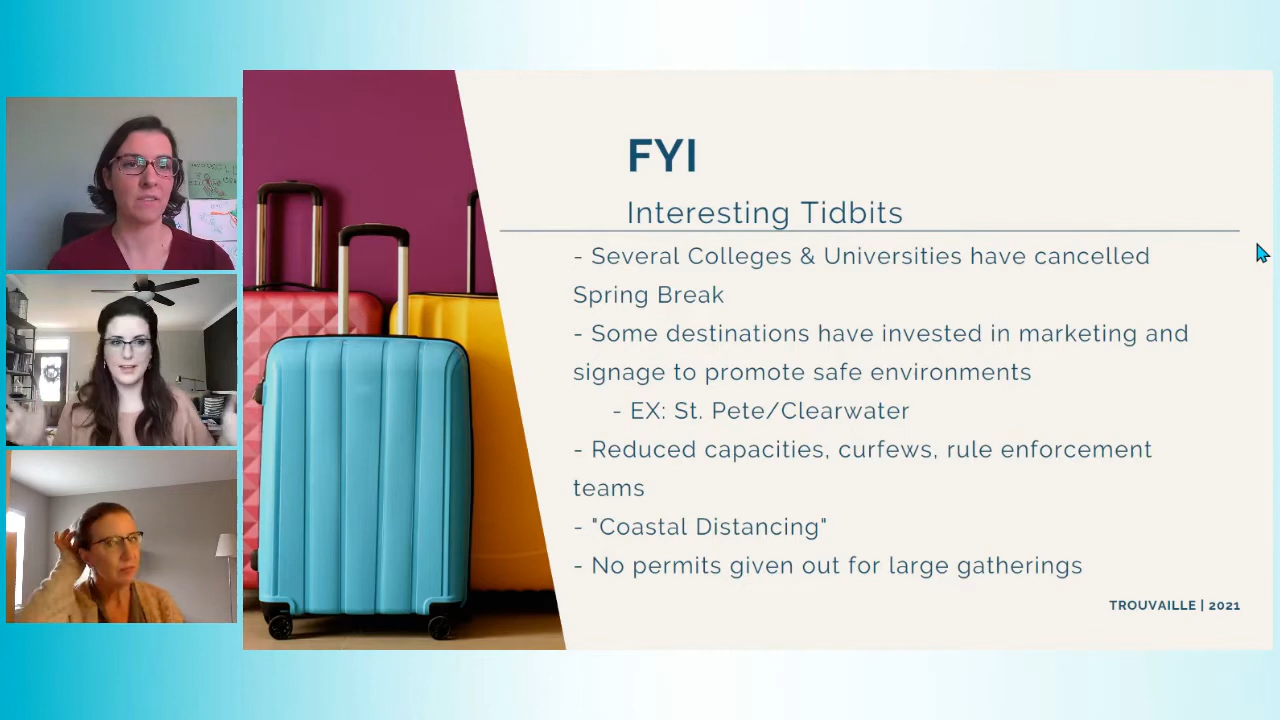 FYI
Interesting Tidbits
- Several Colleges & Universities have cancelled
Spring Break
- Some destinations have invested in marketing and
signage to promote safe environments
- EX: St. Pete/Clearwater
- Reduced capacities, curfews, rule enforcement
teams
- "Coastal Distancing"
- No permits given out for large gatherings
TROUVAILLE | 2021